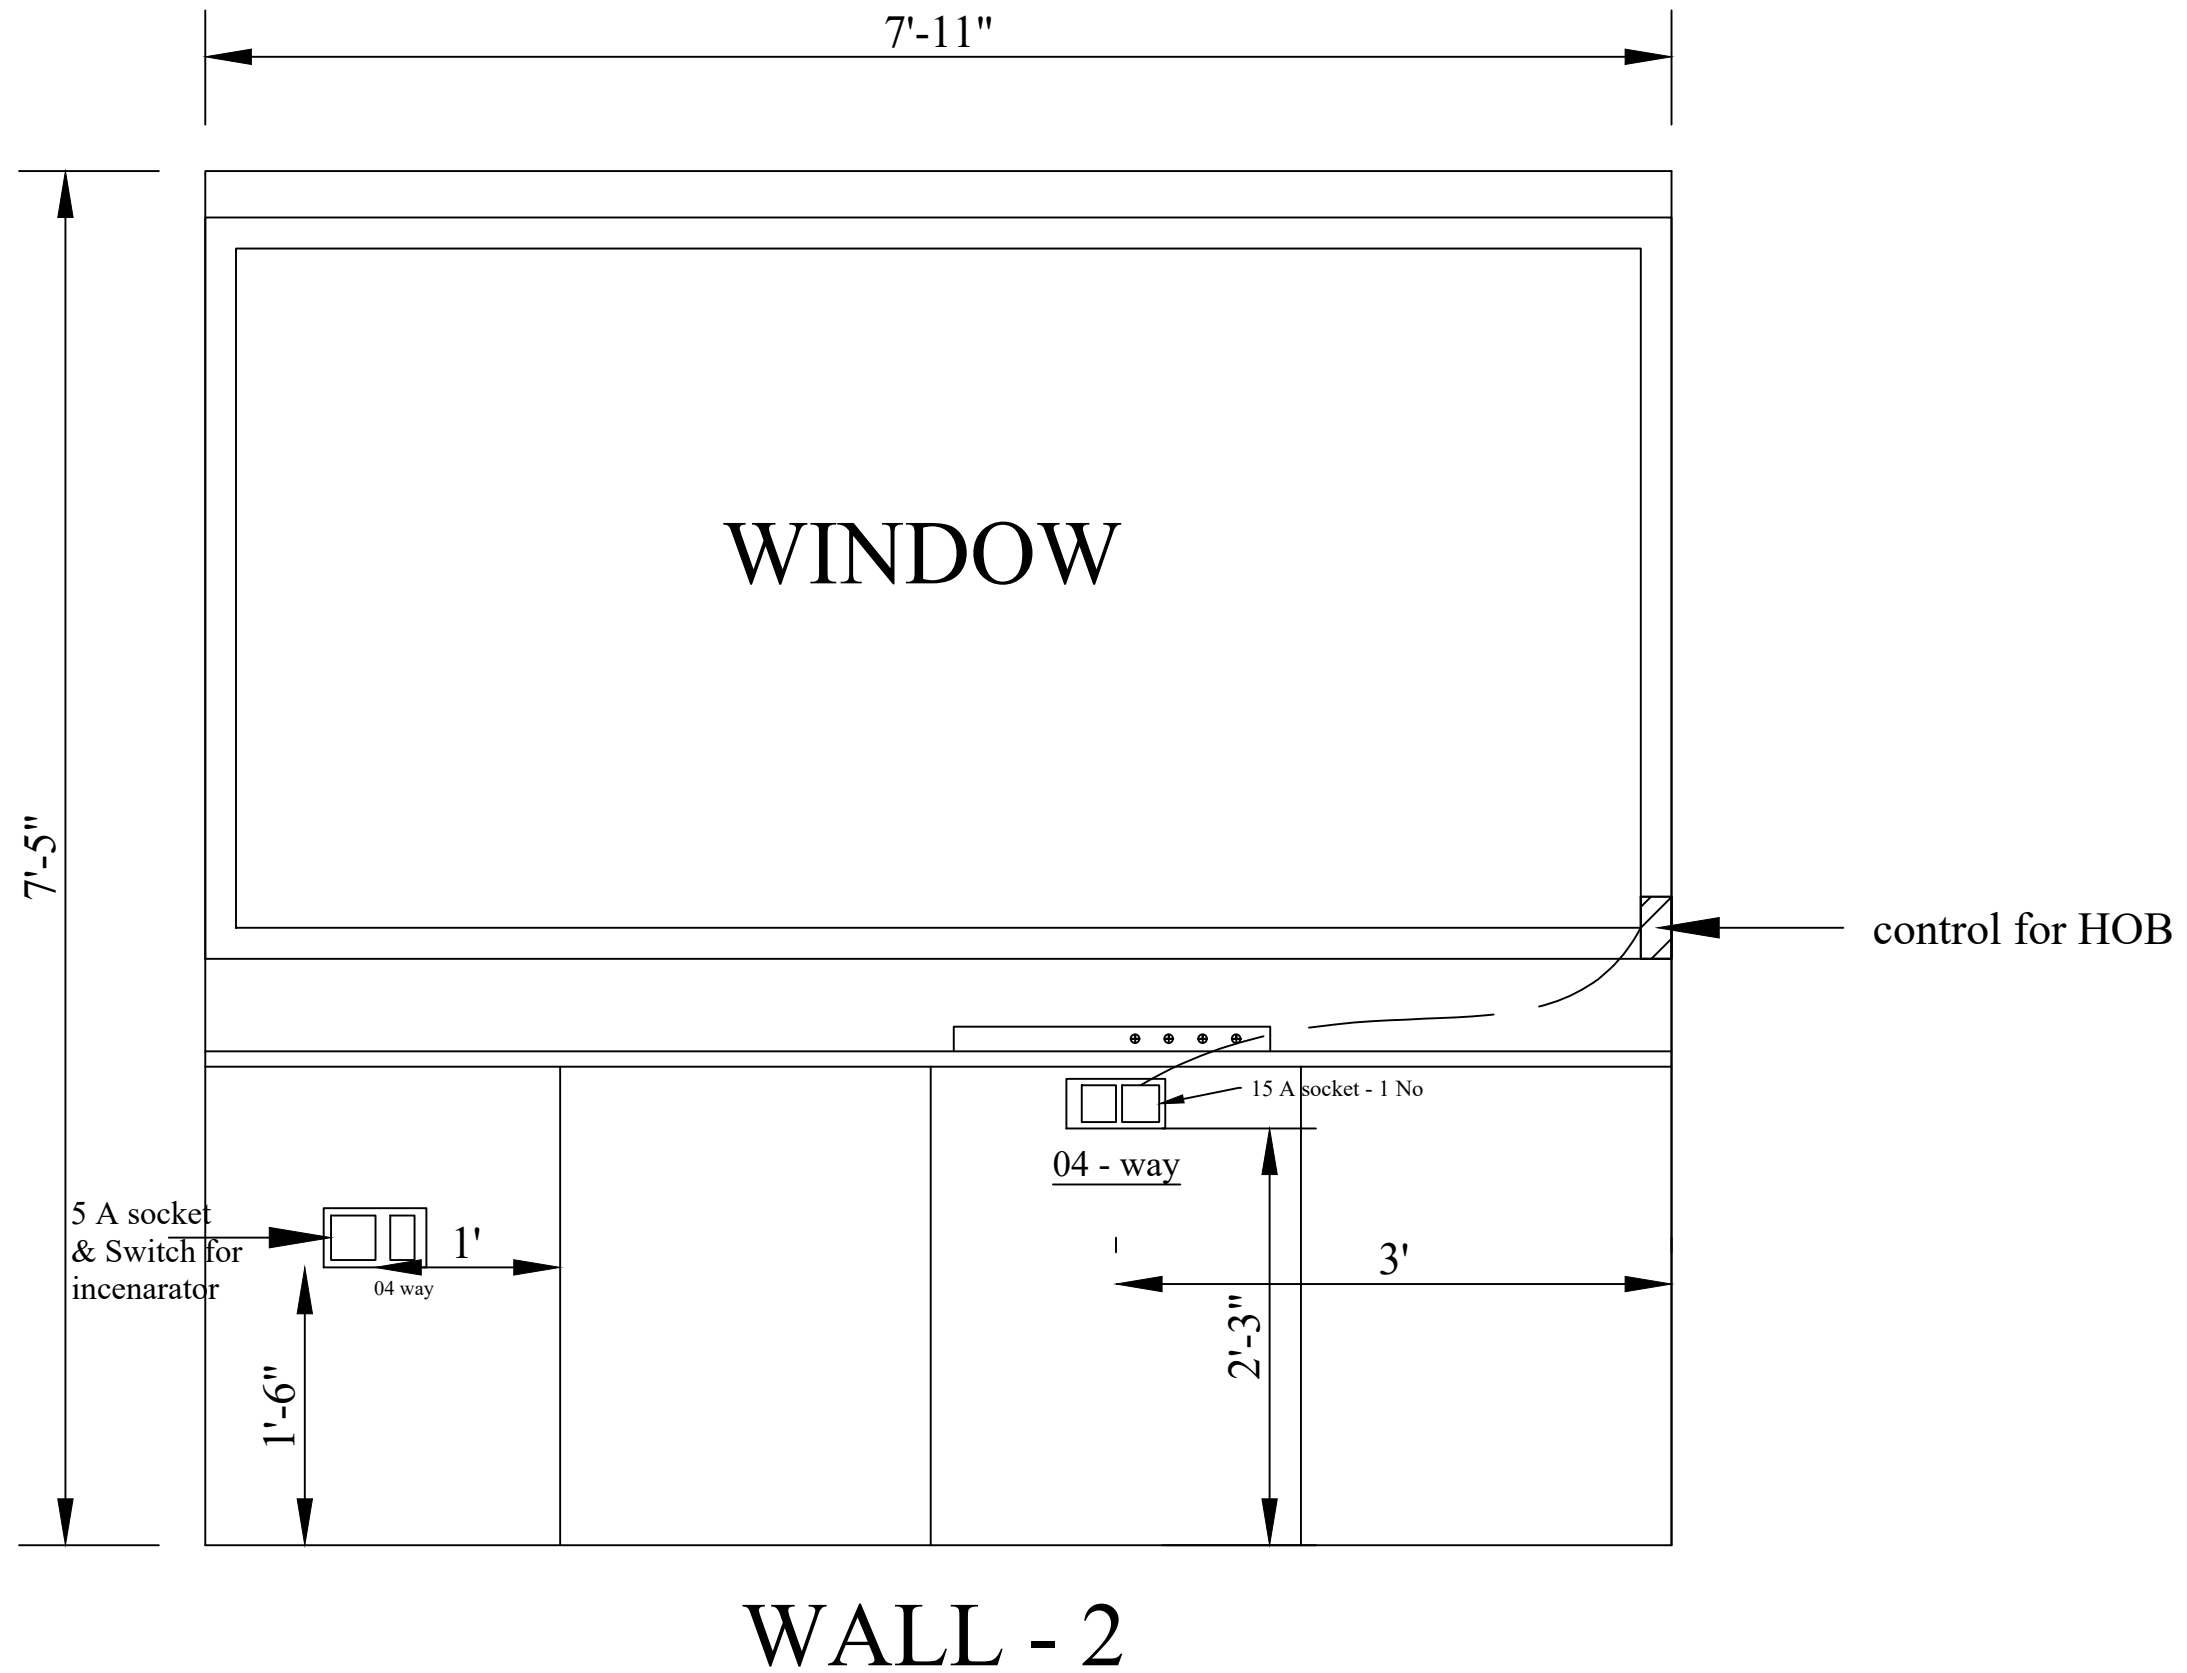 7'-11"
WINDOW
7'-5"
control for HOB
15 A socket - 1 No
04 - way
5 A socket
& Switch for
incenarator
1'
04 way
3'
2'-3"
1'-6"
WALL - 2